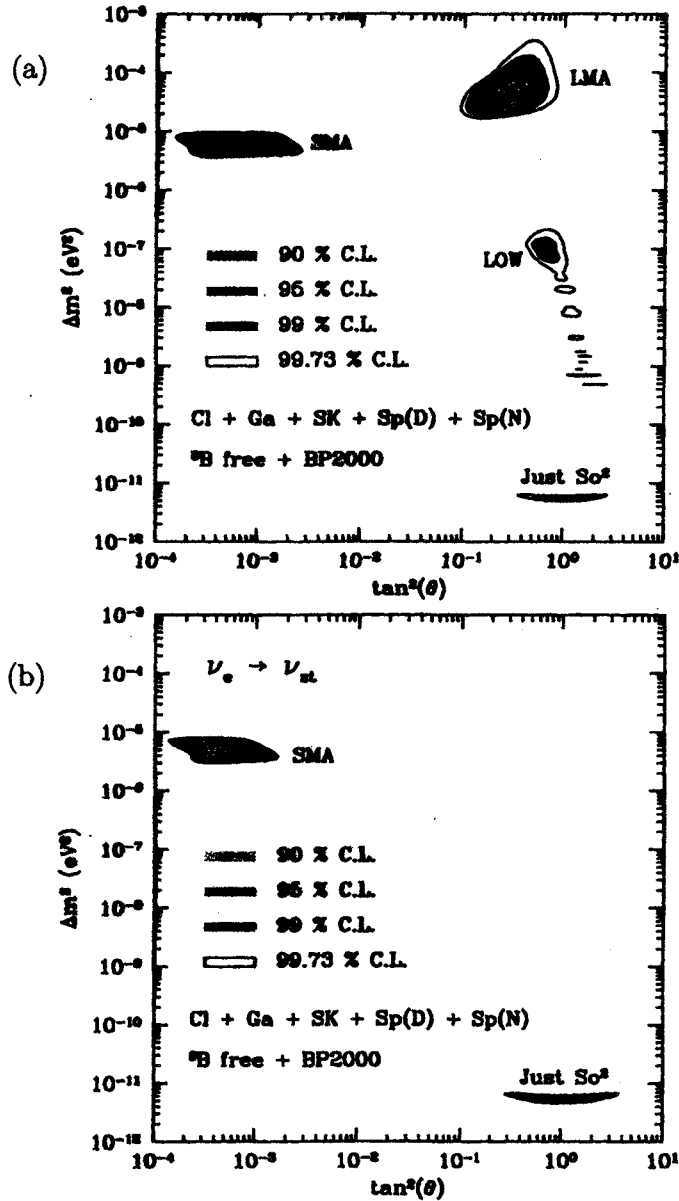 (a)
10⁻³
10⁻⁴
10⁻⁵
10⁻⁶
10⁻⁷
10⁻⁸
10⁻⁹
10⁻¹⁰
10⁻¹¹
10⁻¹²
Δm² (eV²)
LMA
SMA
LOW
90 % C.L.
95 % C.L.
99 % C.L.
99.73 % C.L.
Cl + Ga + SK + Sp(D) + Sp(N)
⁸B free + BP2000
Just So²
10⁻⁴ 10⁻³ 10⁻² 10⁻¹ 10⁰ 10¹
tan²(θ)
(b)
10⁻³
10⁻⁴
10⁻⁵
10⁻⁶
10⁻⁷
10⁻⁸
10⁻⁹
10⁻¹⁰
10⁻¹¹
10⁻¹²
Δm² (eV²)
νₑ → νₛₜ
SMA
90 % C.L.
95 % C.L.
99 % C.L.
99.73 % C.L.
Cl + Ga + SK + Sp(D) + Sp(N)
⁸B free + BP2000
Just So²
10⁻⁴ 10⁻³ 10⁻² 10⁻¹ 10⁰ 10¹
tan²(θ)